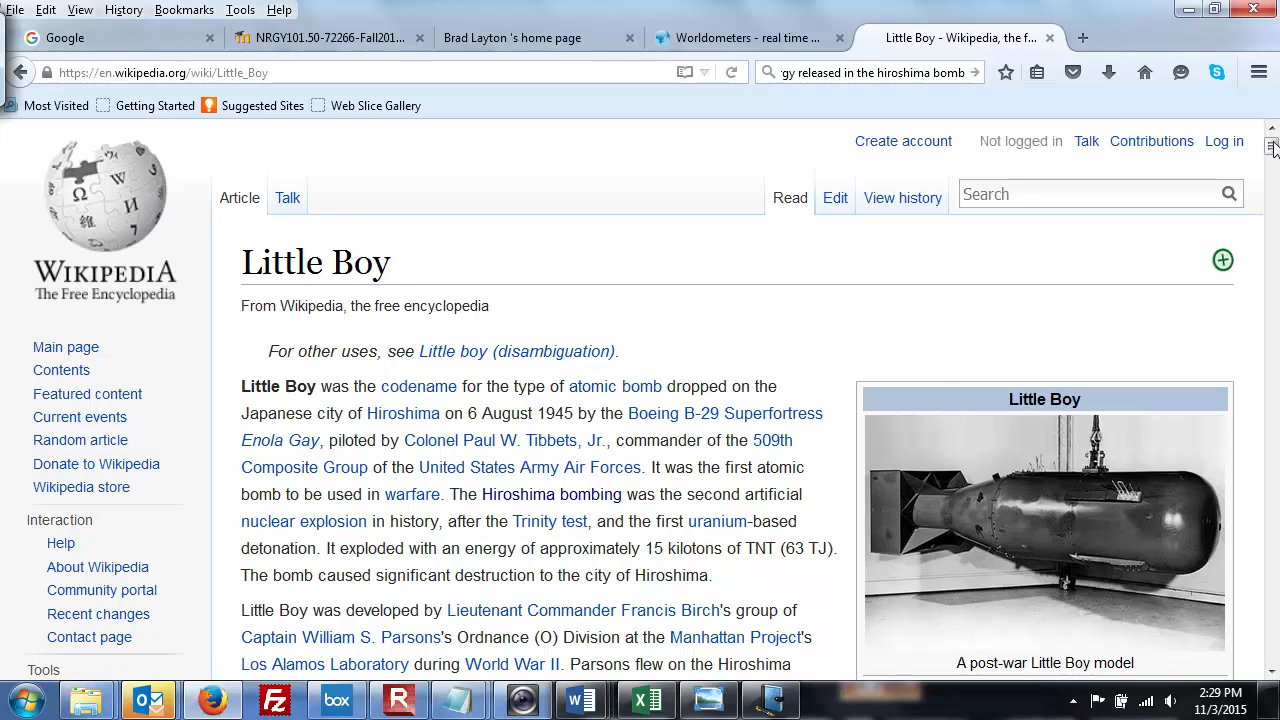 File Edit View History Bookmarks Tools Help
Google
NRGY101.50-72266-Fall201...
Brad Layton 's home page
Worldometers - real time ...
Little Boy - Wikipedia, the f...
https://en.wikipedia.org/wiki/Little_Boy
gy released in the hiroshima bomb
Most Visited Getting Started Suggested Sites Web Slice Gallery
Create account Not logged in Talk Contributions Log in
Article Talk Read Edit View history Search
WIKIPEDIA
The Free Encyclopedia
Main page
Contents
Featured content
Current events
Random article
Donate to Wikipedia
Wikipedia store
Interaction
Help
About Wikipedia
Community portal
Recent changes
Contact page
Tools
Little Boy
From Wikipedia, the free encyclopedia
For other uses, see Little boy (disambiguation).
Little Boy was the codename for the type of atomic bomb dropped on the
Japanese city of Hiroshima on 6 August 1945 by the Boeing B-29 Superfortress
Enola Gay, piloted by Colonel Paul W. Tibbets, Jr., commander of the 509th
Composite Group of the United States Army Air Forces. It was the first atomic
bomb to be used in warfare. The Hiroshima bombing was the second artificial
nuclear explosion in history, after the Trinity test, and the first uranium-based
detonation. It exploded with an energy of approximately 15 kilotons of TNT (63 TJ).
The bomb caused significant destruction to the city of Hiroshima.
Little Boy was developed by Lieutenant Commander Francis Birch's group of
Captain William S. Parsons's Ordnance (O) Division at the Manhattan Project's
Los Alamos Laboratory during World War II. Parsons flew on the Hiroshima
Little Boy
A post-war Little Boy model
box
2:29 PM
11/3/2015